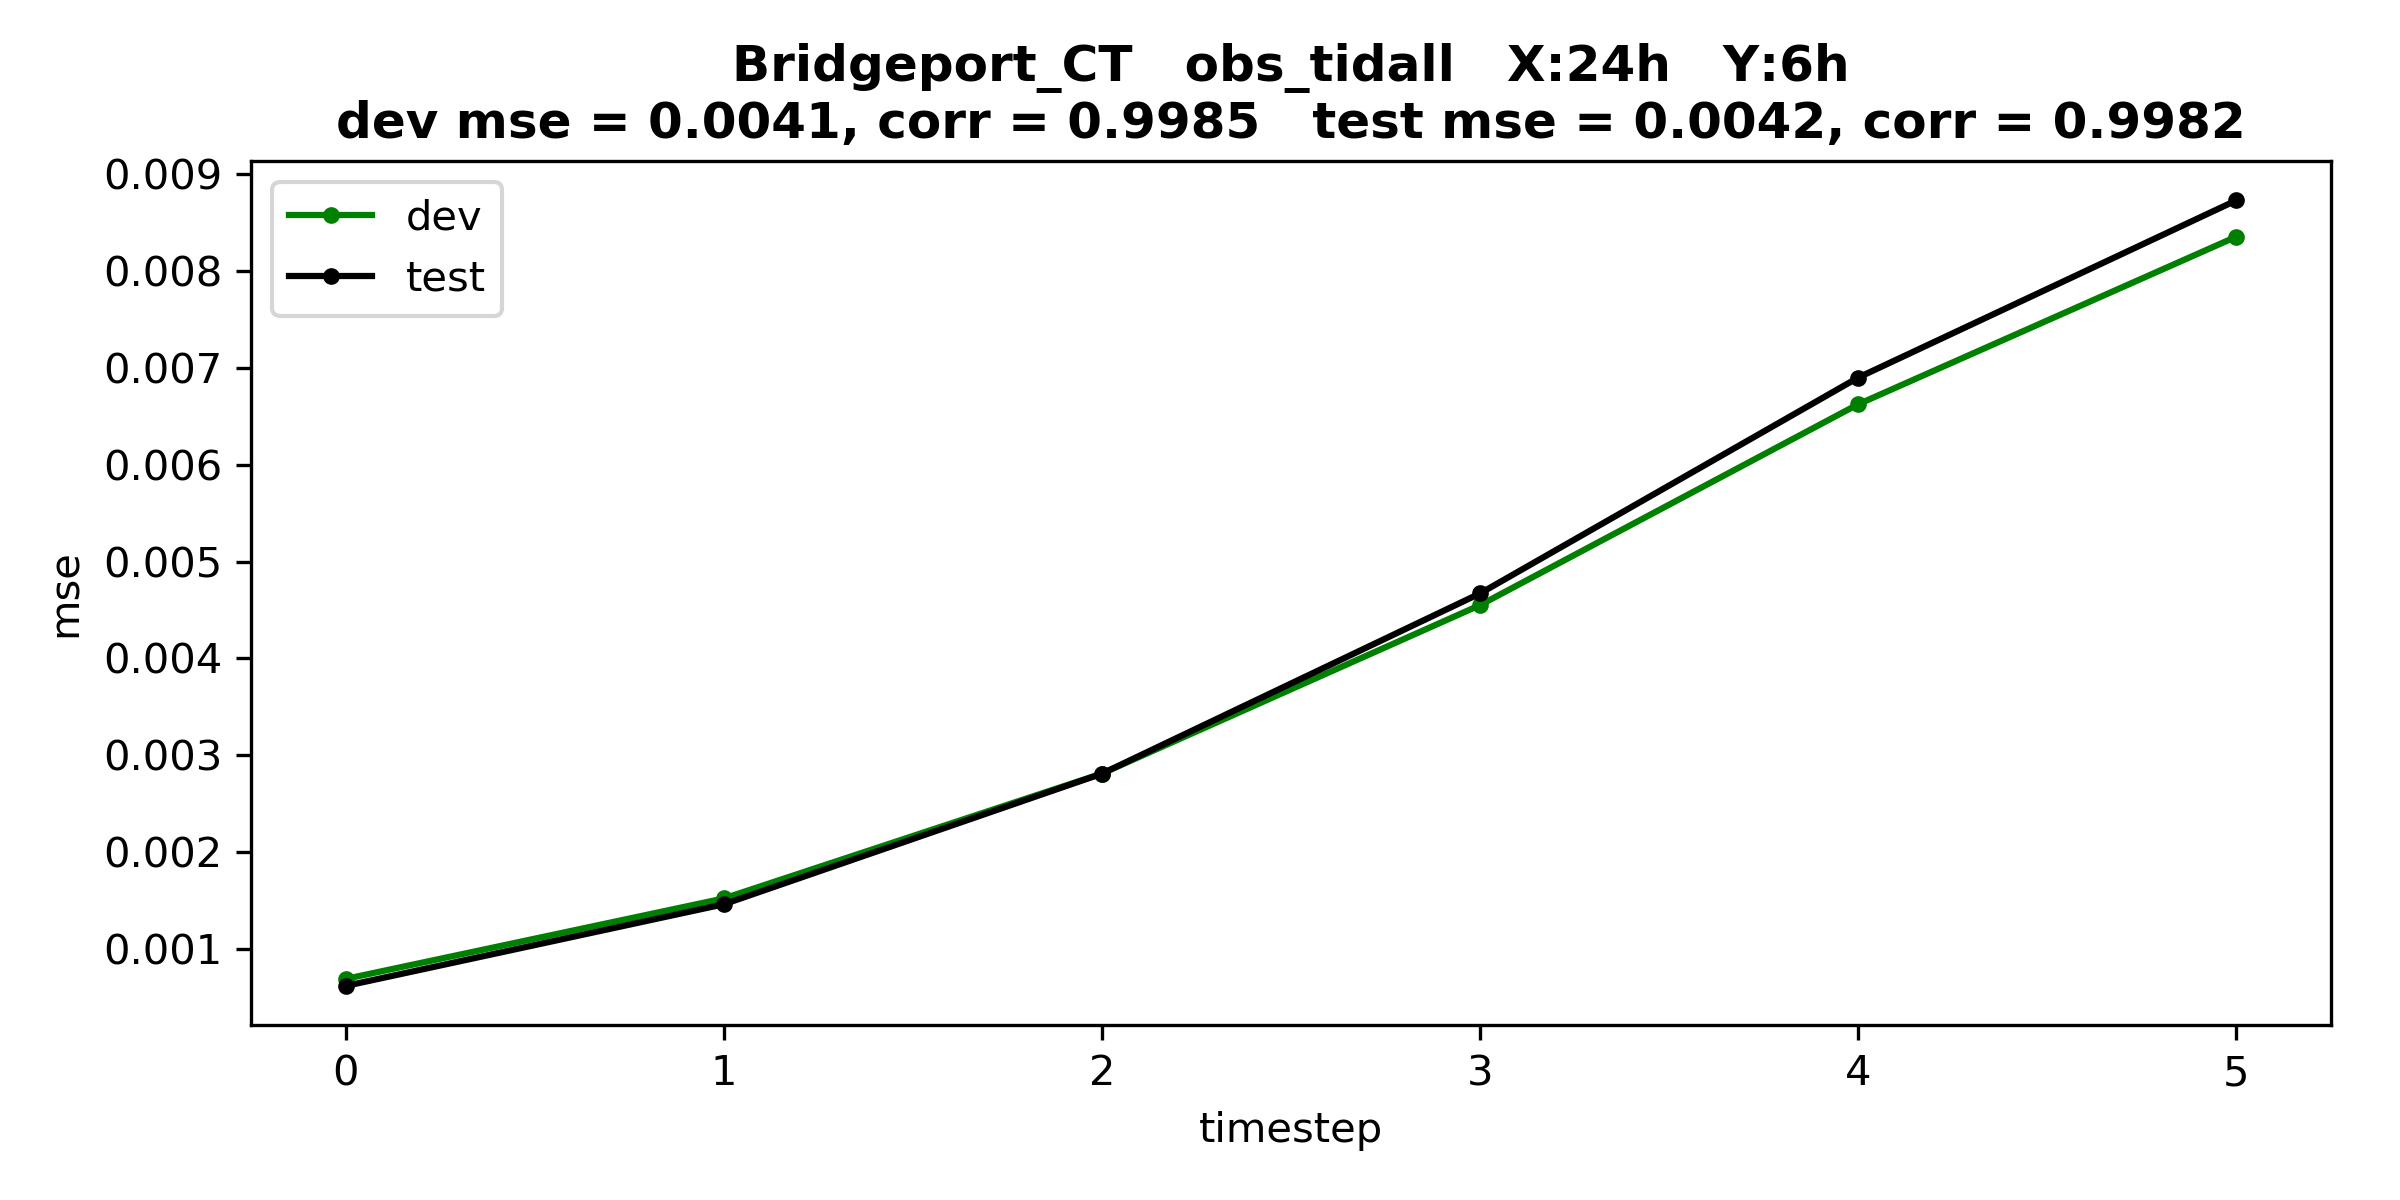 Bridgeport_CT   obs_tidall   X:24h   Y:6h
dev mse = 0.0041, corr = 0.9985   test mse = 0.0042, corr = 0.9982
dev
test
0.009
0.008
0.007
0.006
0.005
0.004
0.003
0.002
0.001
mse
0 1 2 3 4 5
timestep